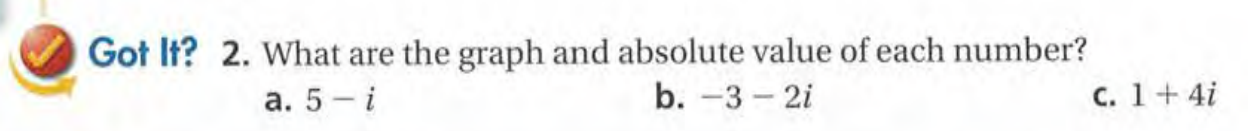 Got It? 2. What are the graph and absolute value of each number?
a. 5 − i b. −3 − 2i c. 1 + 4i